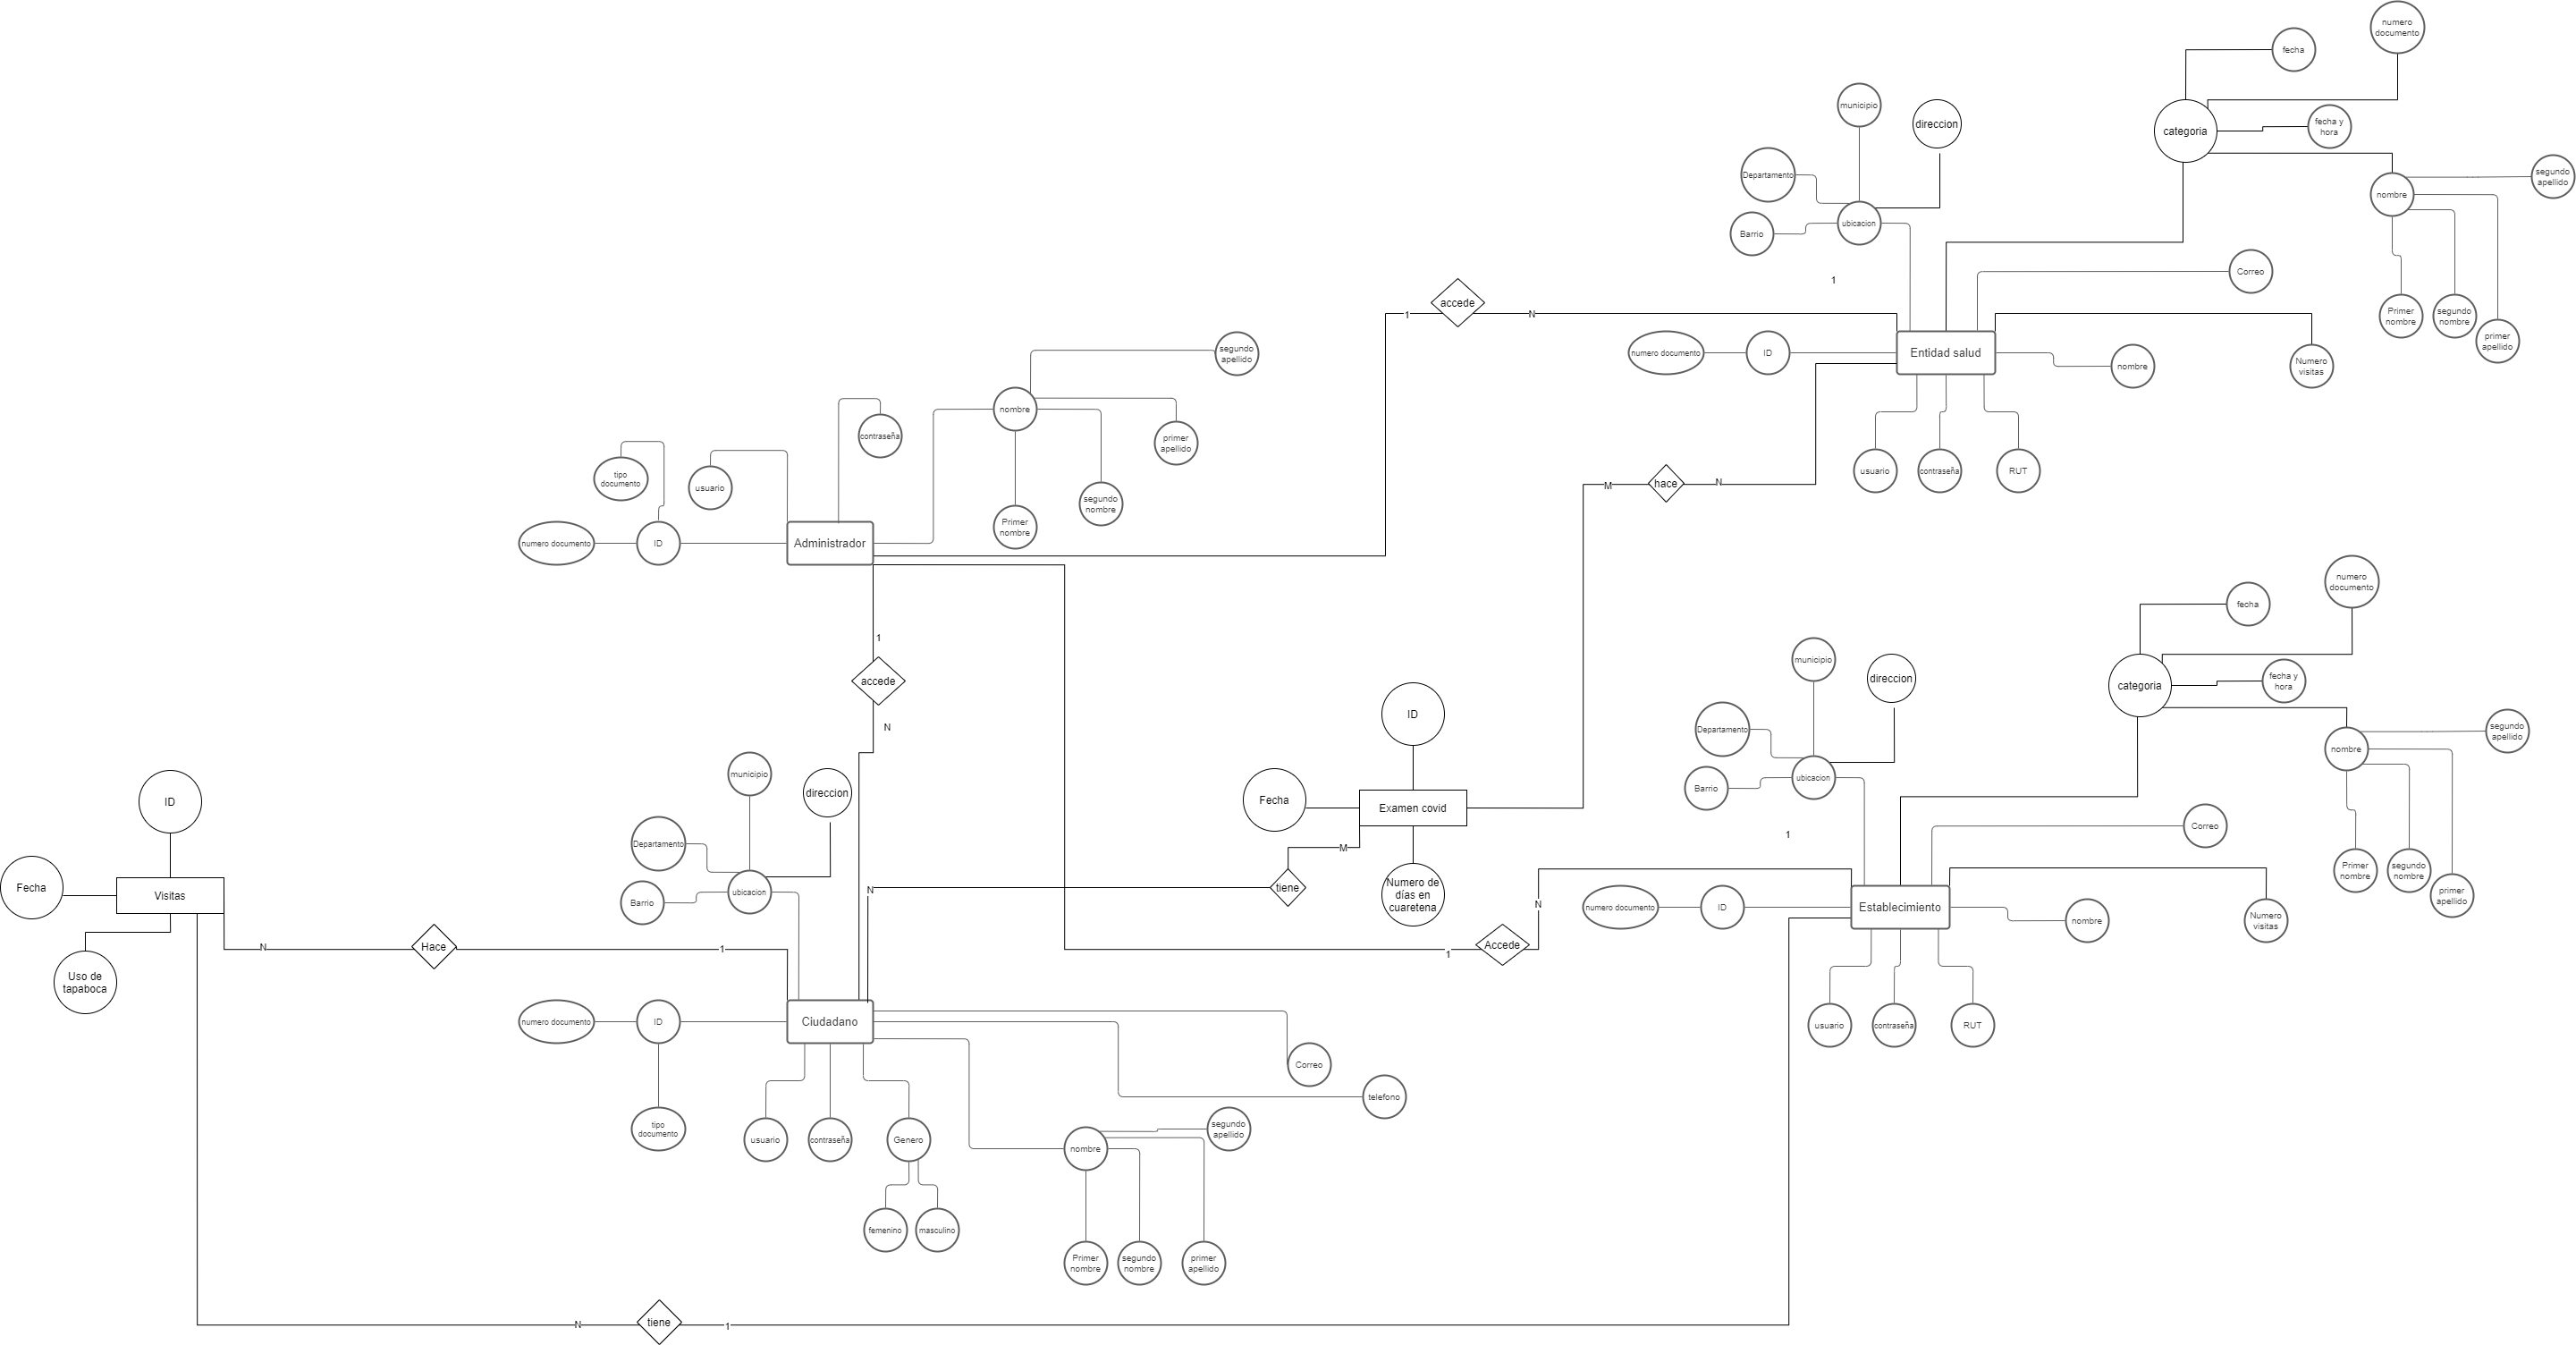 numero
documento
fecha
municipio
direccion
categoria
fecha y
hora
Departamento
segundo
apellido
nombre
ubicacion
Barrio
Correo
1
accede
1
N
Primer
nombre
segundo
nombre
primer
apellido
numero documento
ID
Entidad salud
nombre
Numero
visitas
segundo
apellido
nombre
contraseña
primer
apellido
usuario
contraseña
RUT
tipo
documento
usuario
hace
M
N
segundo
nombre
Primer
nombre
numero documento
ID
Administrador
numero
documento
fecha
1
municipio
direccion
accede
categoria
fecha y
hora
N
ID
Departamento
segundo
apellido
nombre
municipio
direccion
ubicacion
Barrio
ID
Fecha
Examen covid
Correo
1
Departamento
M
Primer
nombre
segundo
nombre
primer
apellido
Fecha
Visitas
ubicacion
Barrio
N
tiene
Numero de
días en
cuaretena
N
numero documento
ID
Establecimiento
nombre
Numero
visitas
N
Hace
1
1
Accede
Uso de
tapaboca
numero documento
ID
Ciudadano
usuario
contraseña
RUT
Correo
telefono
tipo
documento
usuario
contraseña
Genero
nombre
segundo
apellido
femenino
masculino
Primer
nombre
segundo
nombre
primer
apellido
N
tiene
1